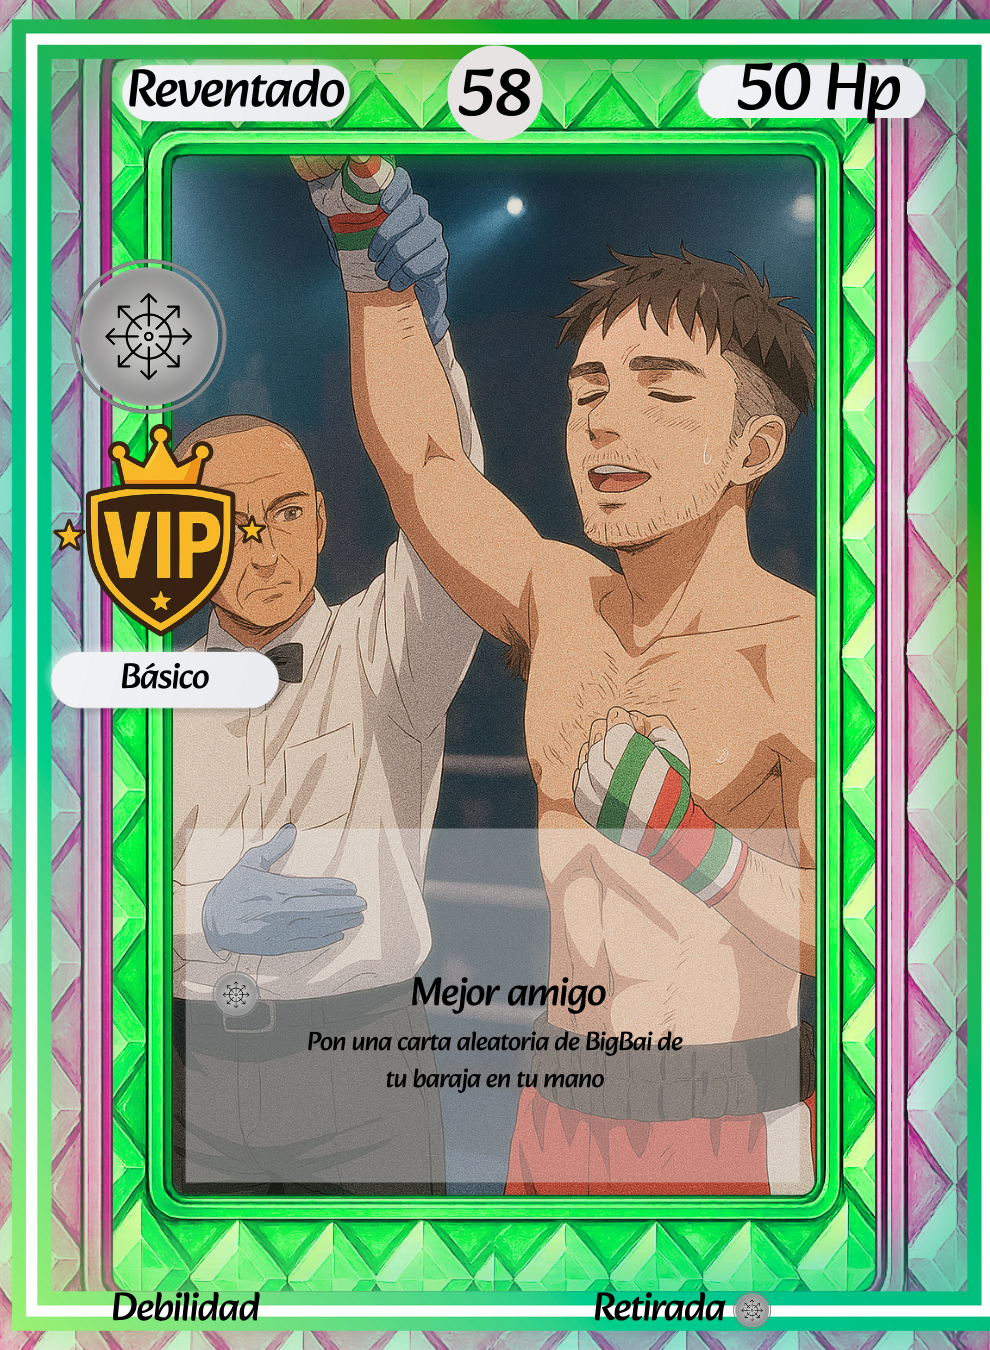 Reventado
58
50 Hp
VIP
Básico
Mejor amigo
Pon una carta aleatoria de BigBai de
tu baraja en tu mano
Debilidad
Retirada